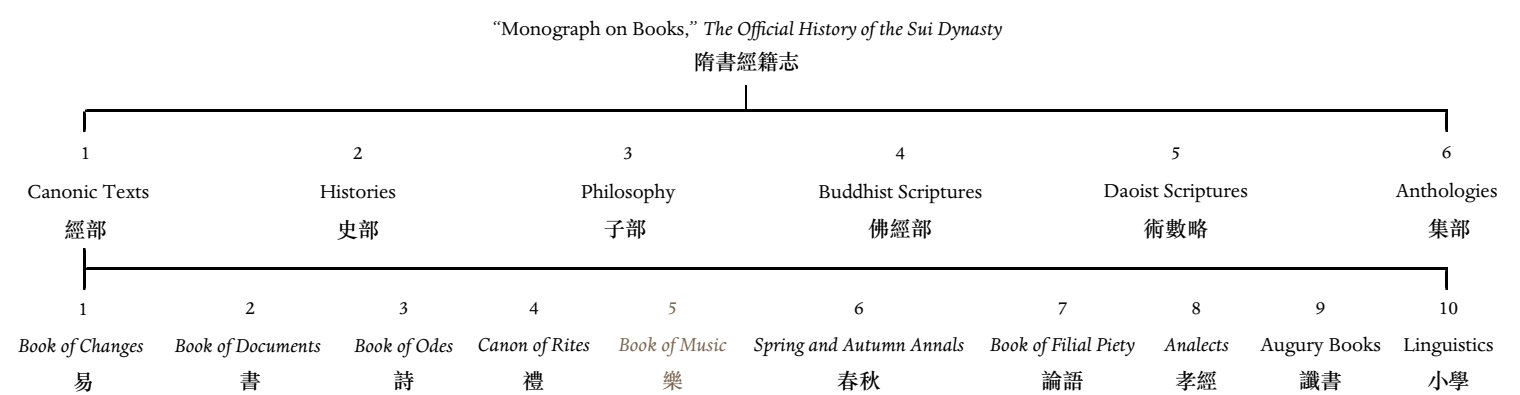 “Monograph on Books,” The Official History of the Sui Dynasty
隋書經籍志
1 2 3 4 5 6
Canonic Texts Histories Philosophy Buddhist Scriptures Daoist Scriptures Anthologies
經部 史部 子部 佛經部 術數略 集部
1 2 3 4 5 6 7 8 9 10
Book of Changes Book of Documents Book of Odes Canon of Rites Book of Music Spring and Autumn Annals Book of Filial Piety Analects Augury Books Linguistics
易 書 詩 禮 樂 春秋 論語 孝經 讖書 小學